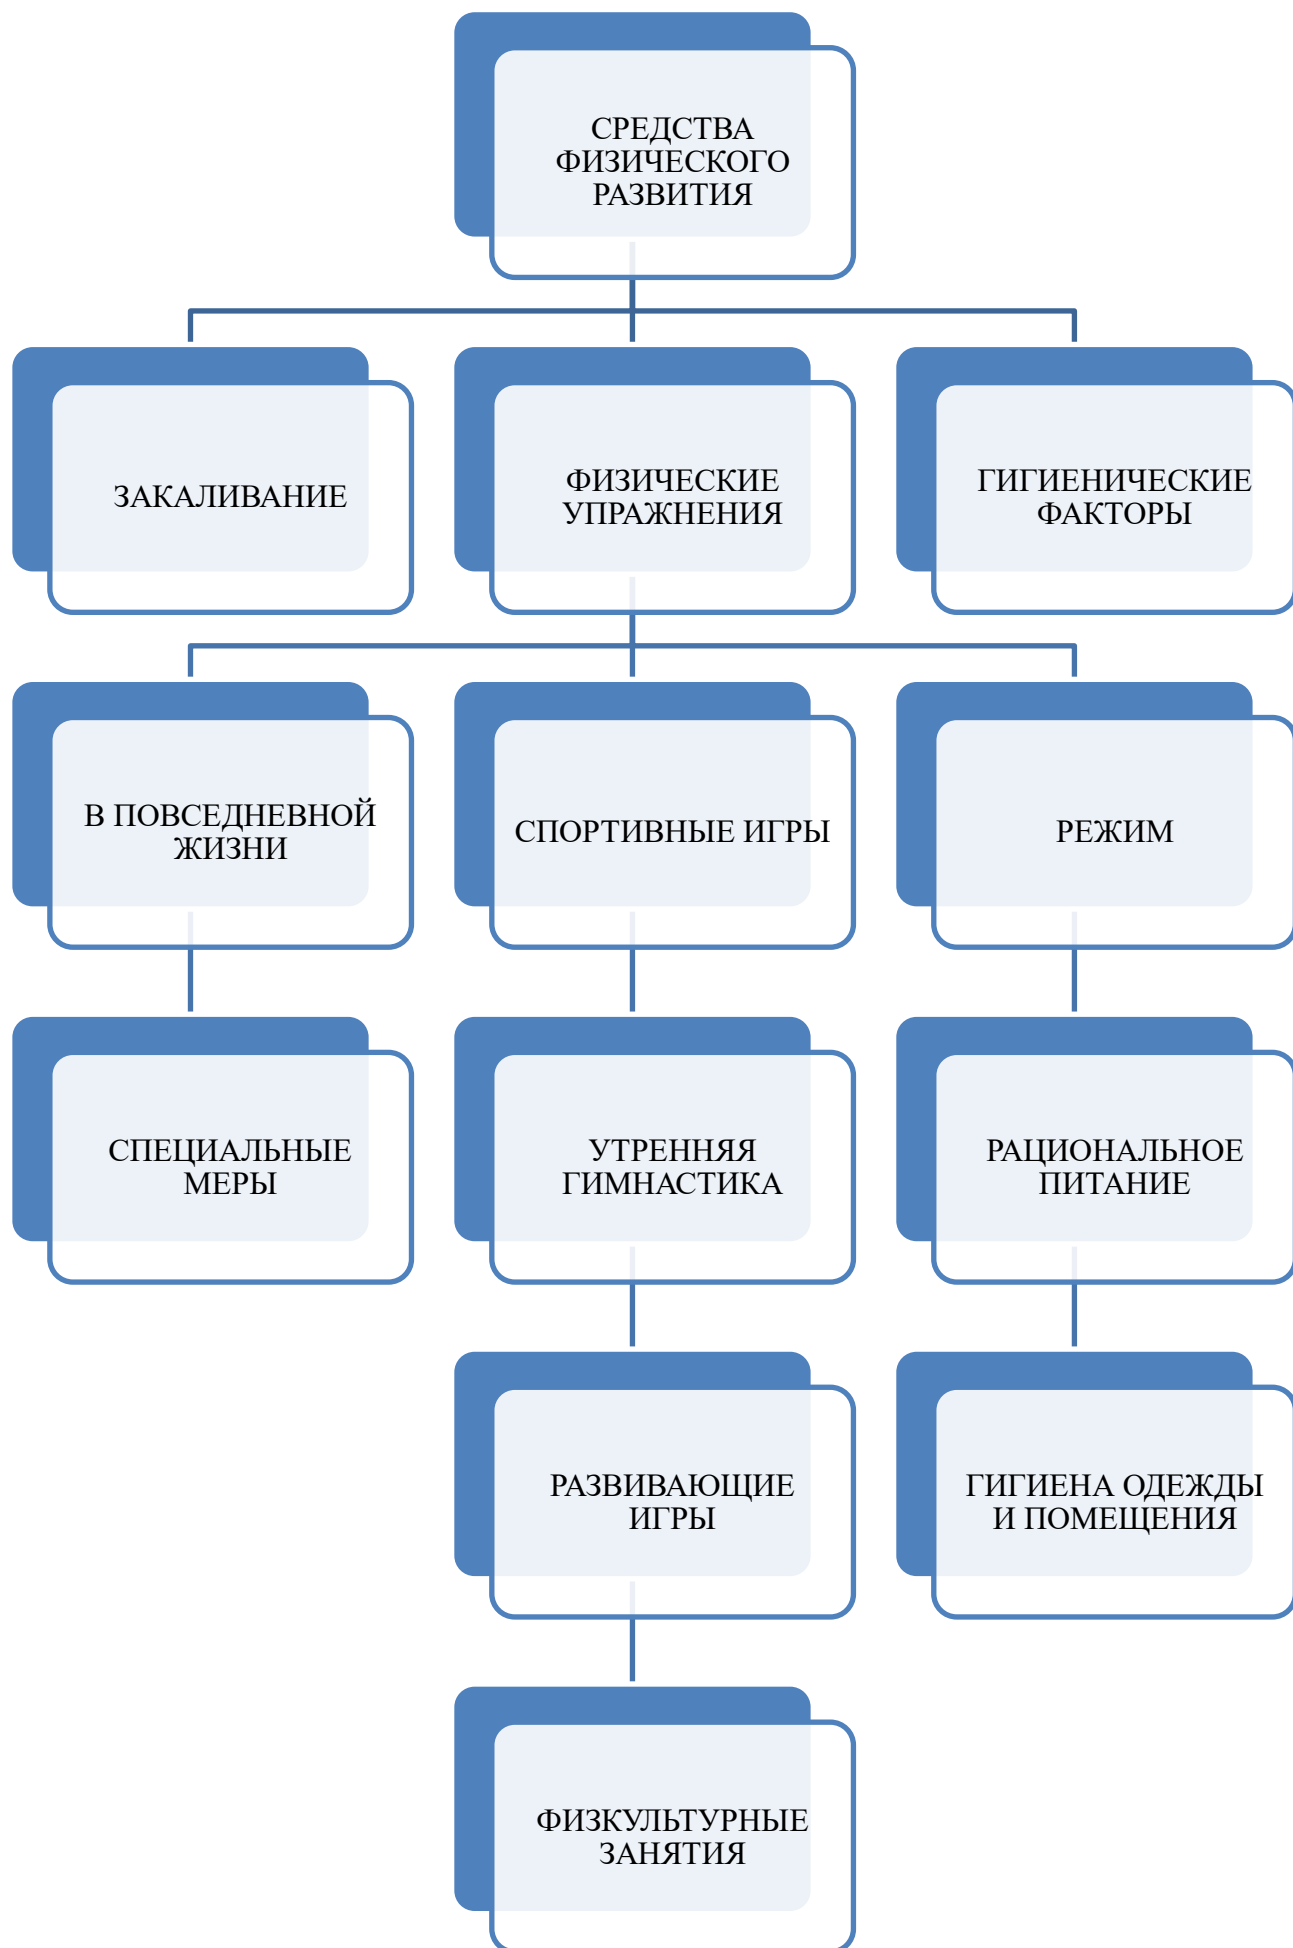 СРЕДСТВА
ФИЗИЧЕСКОГО
РАЗВИТИЯ
ЗАКАЛИВАНИЕ
ФИЗИЧЕСКИЕ
УПРАЖНЕНИЯ
ГИГИЕНИЧЕСКИЕ
ФАКТОРЫ
В ПОВСЕДНЕВНОЙ
ЖИЗНИ
СПОРТИВНЫЕ ИГРЫ
РЕЖИМ
СПЕЦИАЛЬНЫЕ
МЕРЫ
УТРЕННЯЯ
ГИМНАСТИКА
РАЦИОНАЛЬНОЕ
ПИТАНИЕ
РАЗВИВАЮЩИЕ
ИГРЫ
ГИГИЕНА ОДЕЖДЫ
И ПОМЕЩЕНИЯ
ФИЗКУЛЬТУРНЫЕ
ЗАНЯТИЯ